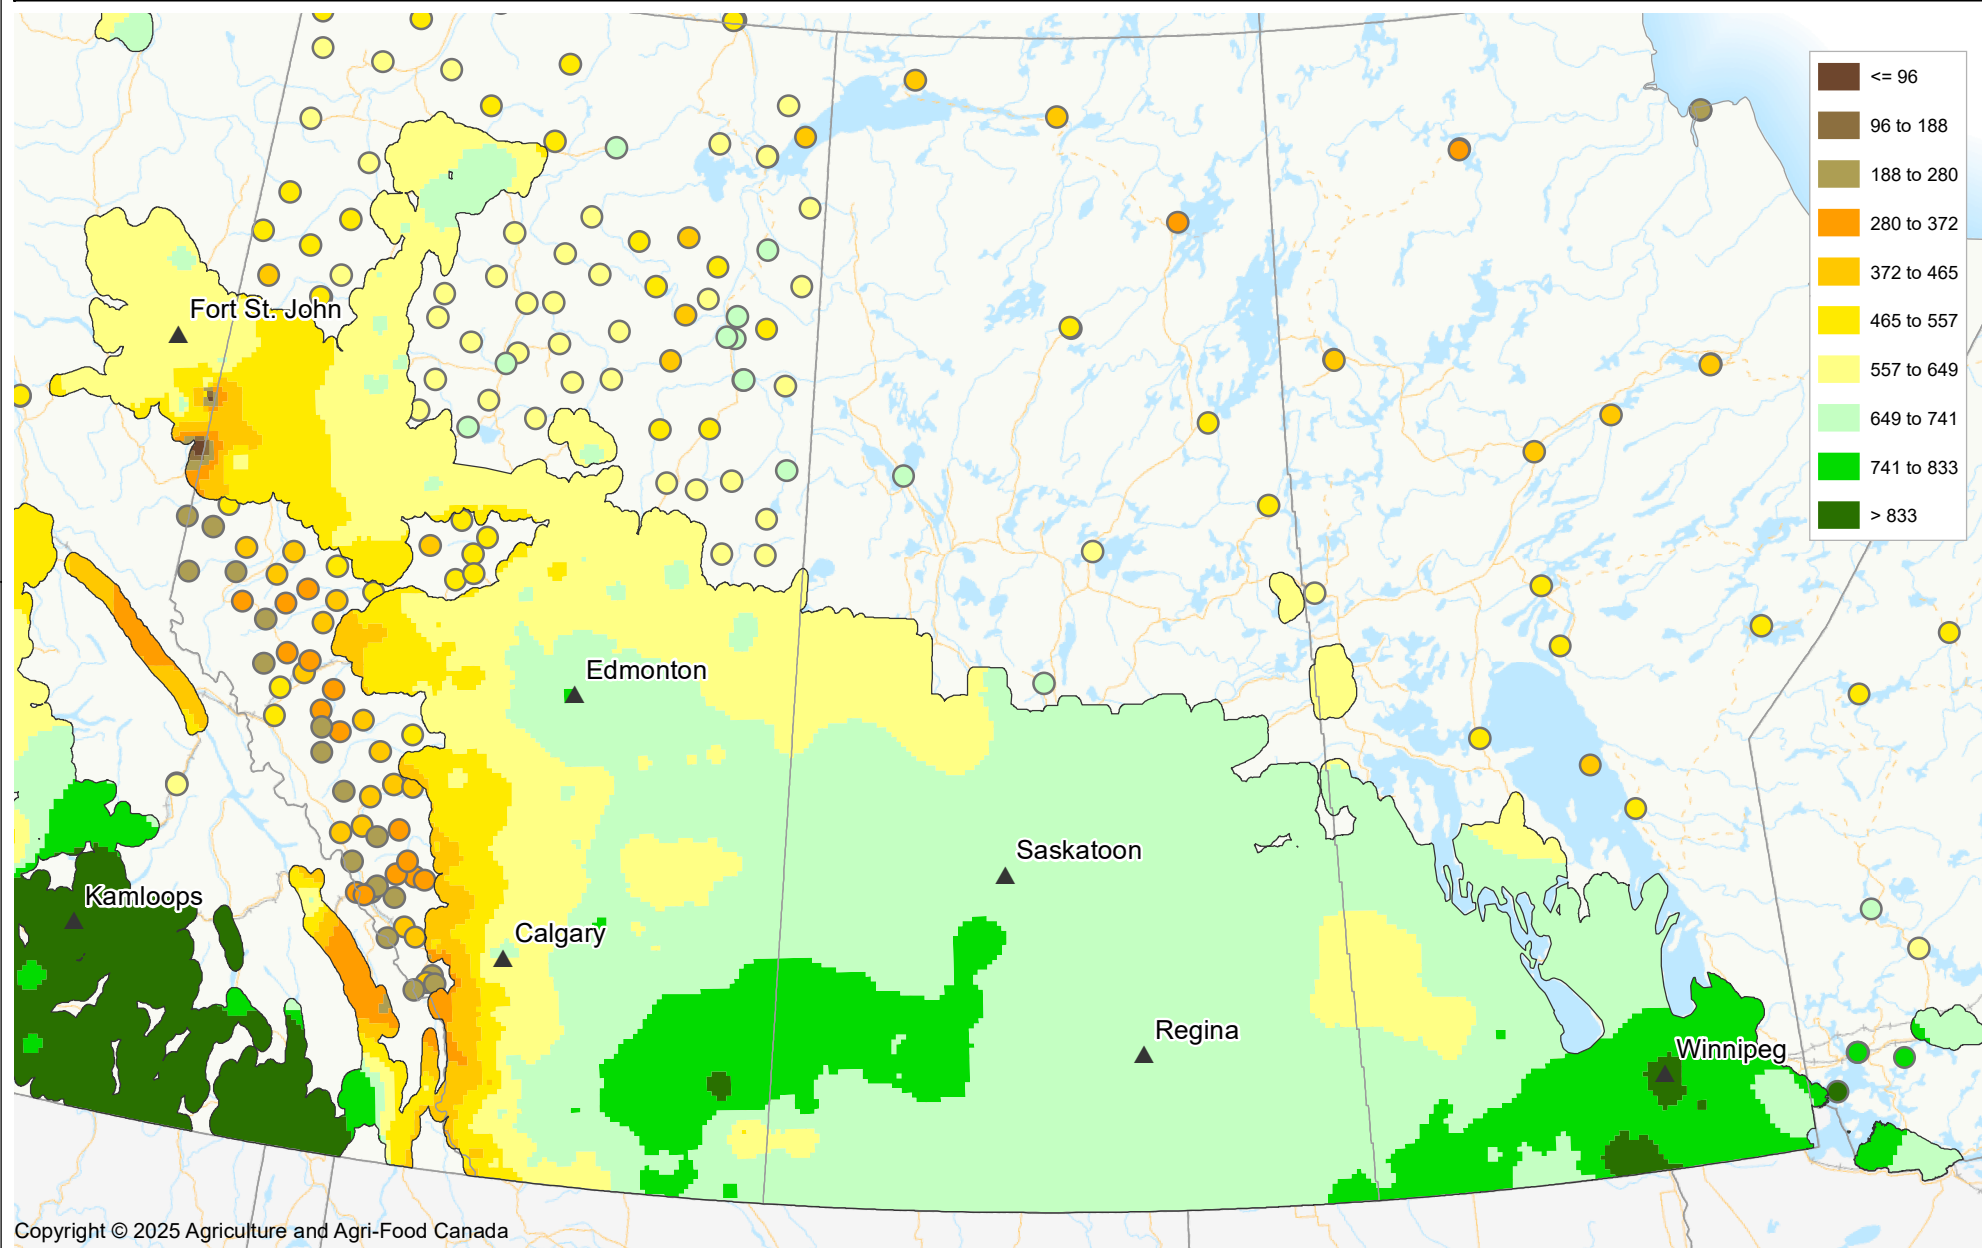 <= 96
96 to 188
188 to 280
280 to 372
372 to 465
465 to 557
557 to 649
649 to 741
741 to 833
> 833
Fort St. John
Edmonton
Saskatoon
Kamloops
Calgary
Regina
Winnipeg
Copyright © 2025 Agriculture and Agri-Food Canada